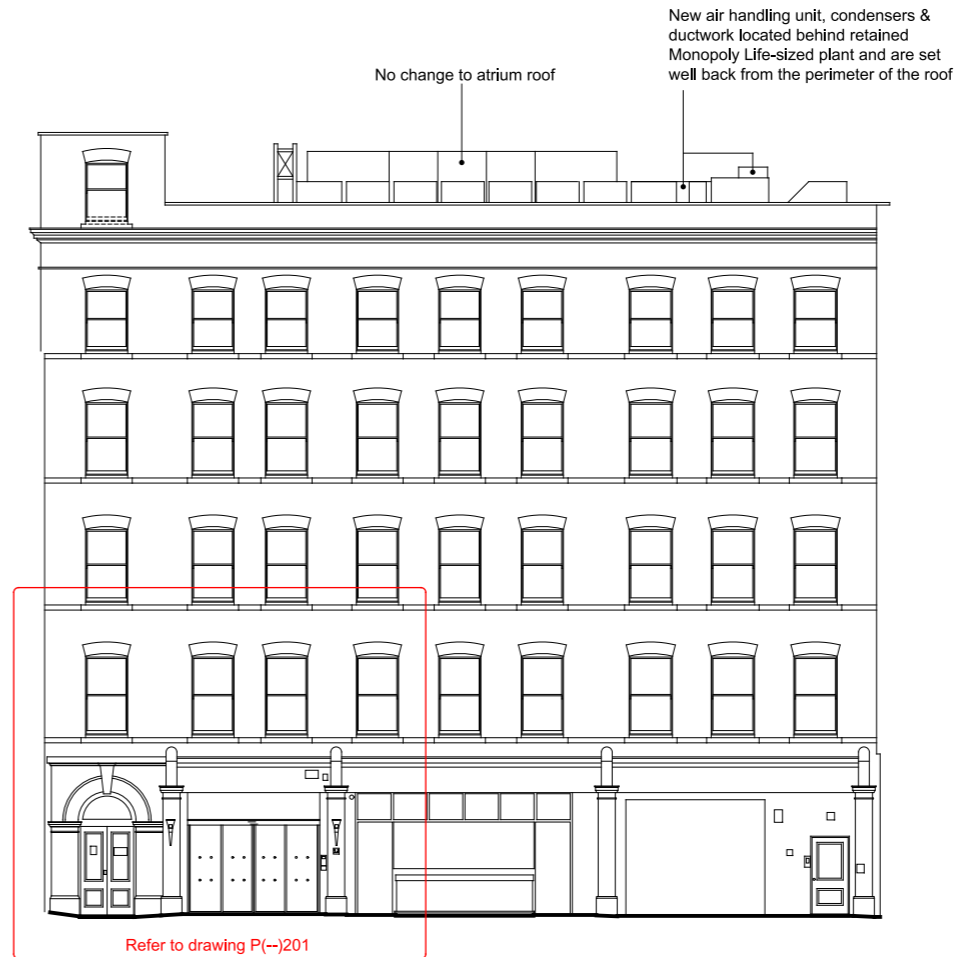 New air handling unit, condensers &
ductwork located behind retained
Monopoly Life-sized plant and are set
well back from the perimeter of the roof
No change to atrium roof
Refer to drawing P(--)201